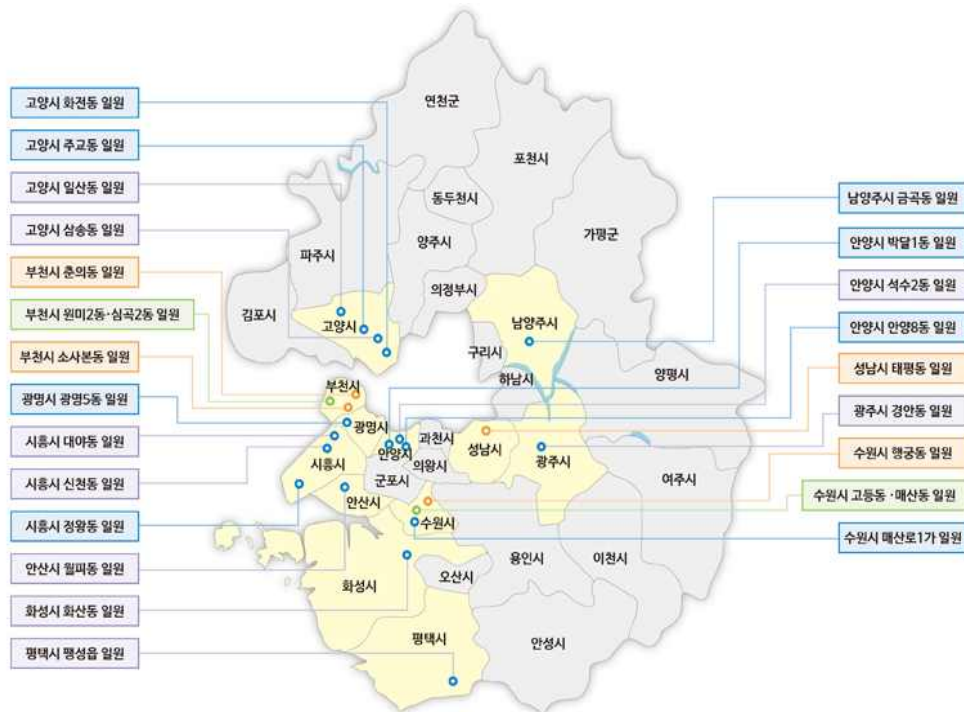 고양시 화전동 일원
고양시 주교동 일원
고양시 일산동 일원
고양시 삼송동 일원
부천시 춘의동 일원
부천시 원미2동·심곡2동 일원
부천시 소사본동 일원
광명시 광명5동 일원
시흥시 대야동 일원
시흥시 신천동 일원
시흥시 정왕동 일원
안산시 월피동 일원
화성시 화산동 일원
평택시 팽성읍 일원
연천군
포천시
동두천시
파주시
양주시
가평군
의정부시
김포시
고양시
남양주시
구리시
하남시
양평시
부천시
광명시
과천시
안양시
성남시
광주시
시흥시
군포시
의왕시
여주시
안산시
수원시
화성시
오산시
용인시
이천시
평택시
안성시
남양주시 금곡동 일원
안양시 박달1동 일원
안양시 석수2동 일원
안양시 안양8동 일원
성남시 태평동 일원
광주시 경안동 일원
수원시 행궁동 일원
수원시 고등동 ·매산동 일원
수원시 매산로1가 일원